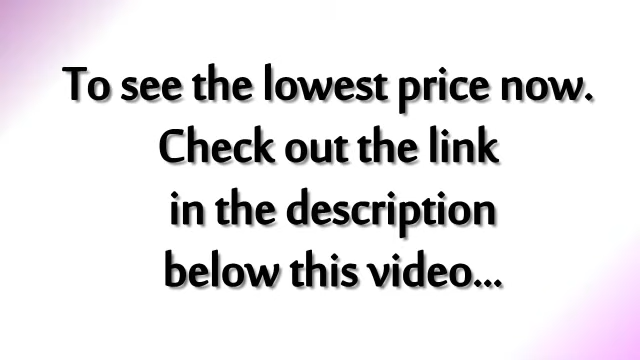 To see the lowest price now.
Check out the link
in the description
below this video...